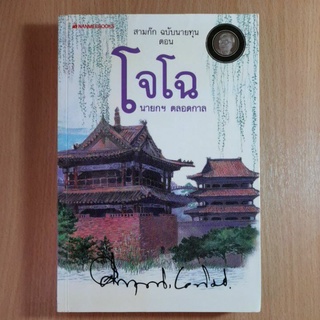 NANMEEBOOKS
สามก๊ก ฉบับนายทุน
ตอน
โจโฉ
นายกฯ ตลอดกาล